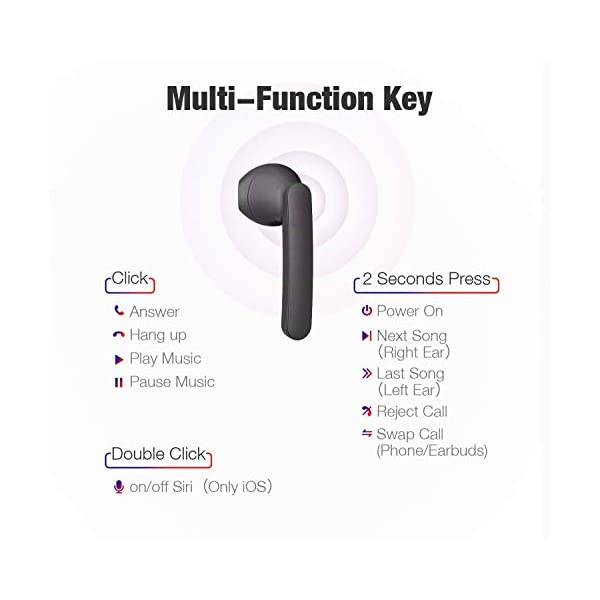 Multi-Function Key
Click
Answer
Hang up
Play Music
Pause Music
Double Click
on/off Siri (Only iOS)
2 Seconds Press
Power On
Next Song
(Right Ear)
Last Song
(Left Ear)
Reject Call
Swap Call
(Phone/Earbuds)